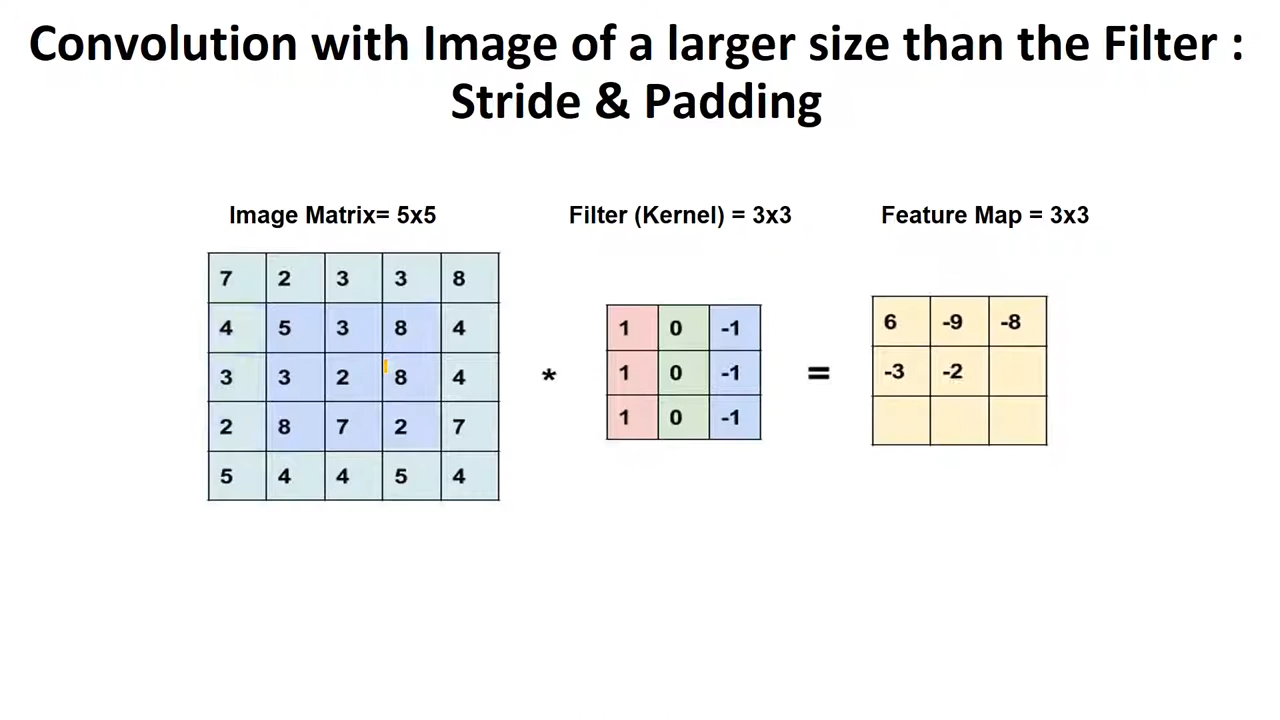 Convolution with Image of a larger size than the Filter :
Stride & Padding
Image Matrix= 5x5
Filter (Kernel) = 3x3
Feature Map = 3x3
7 2 3 3 8
4 5 3 8 4
3 3 2 8 4
2 8 7 2 7
5 4 4 5 4
*
1 0 -1
1 0 -1
1 0 -1
=
6 -9 -8
-3 -2